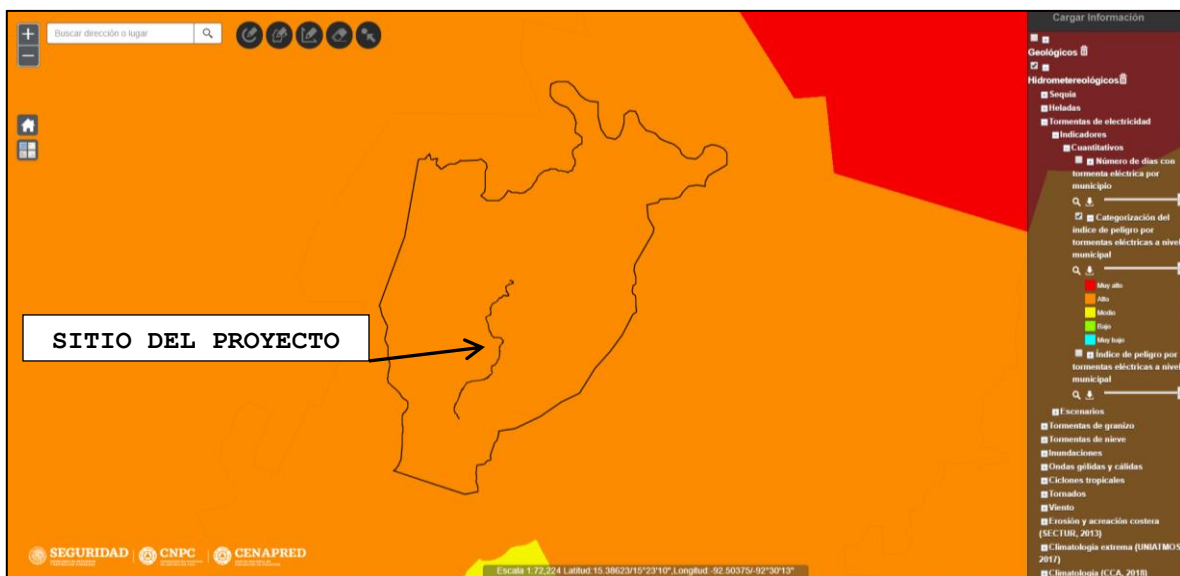 Cargar Información
Buscar dirección o lugar
Geológicos
Hidrometereológicos
Sequía
Heladas
Tormentas de electricidad
Indicadores
Cuantitativos
Número de días con
tormenta eléctrica por
municipio
Categorización del
índice de peligro por
tormentas eléctricas a nivel
municipal
Muy alto
Alto
Medio
Bajo
Muy bajo
Índice de peligro por
tormentas eléctricas a nivel
municipal
Escenarios
Tormentas de granizo
Tormentas de nieve
Inundaciones
Ondas gélidas y cálidas
Ciclones tropicales
Tornados
Viento
Erosión y acreación costera
(SECTUR, 2013)
Climatología extrema (UNIATMOS
2017)
Climatología (CCA, 2018)
SITIO DEL PROYECTO
SEGURIDAD
CNPC
CENAPRED
Escala 1:72,224 Latitud:15.38623/15°23'10",Longitud:-92.50375/-92°30'13"